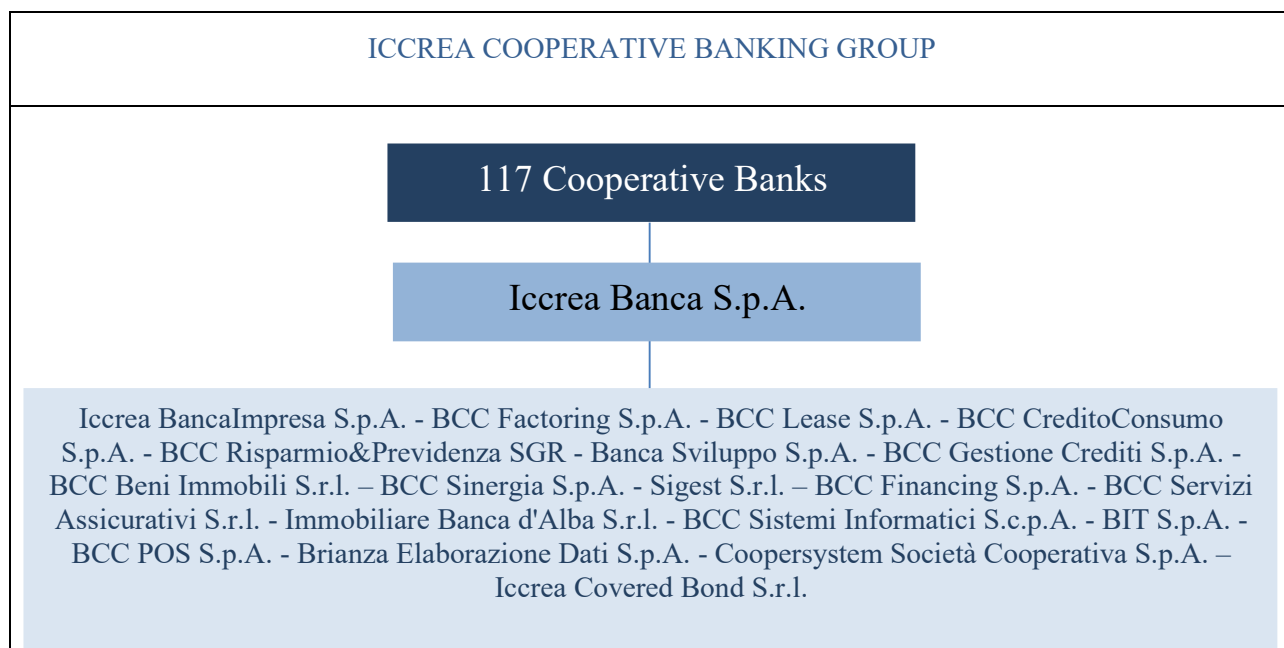 ICCREA COOPERATIVE BANKING GROUP
117 Cooperative Banks
Iccrea Banca S.p.A.
Iccrea BancaImpresa S.p.A. - BCC Factoring S.p.A. - BCC Lease S.p.A. - BCC CreditoConsumo
S.p.A. - BCC Risparmio&Previdenza SGR - Banca Sviluppo S.p.A. - BCC Gestione Crediti S.p.A. -
BCC Beni Immobili S.r.l. – BCC Sinergia S.p.A. - Sigest S.r.l. – BCC Financing S.p.A. - BCC Servizi
Assicurativi S.r.l. - Immobiliare Banca d'Alba S.r.l. - BCC Sistemi Informatici S.c.p.A. - BIT S.p.A. -
BCC POS S.p.A. - Brianza Elaborazione Dati S.p.A. - Coopersystem Società Cooperativa S.p.A. –
Iccrea Covered Bond S.r.l.